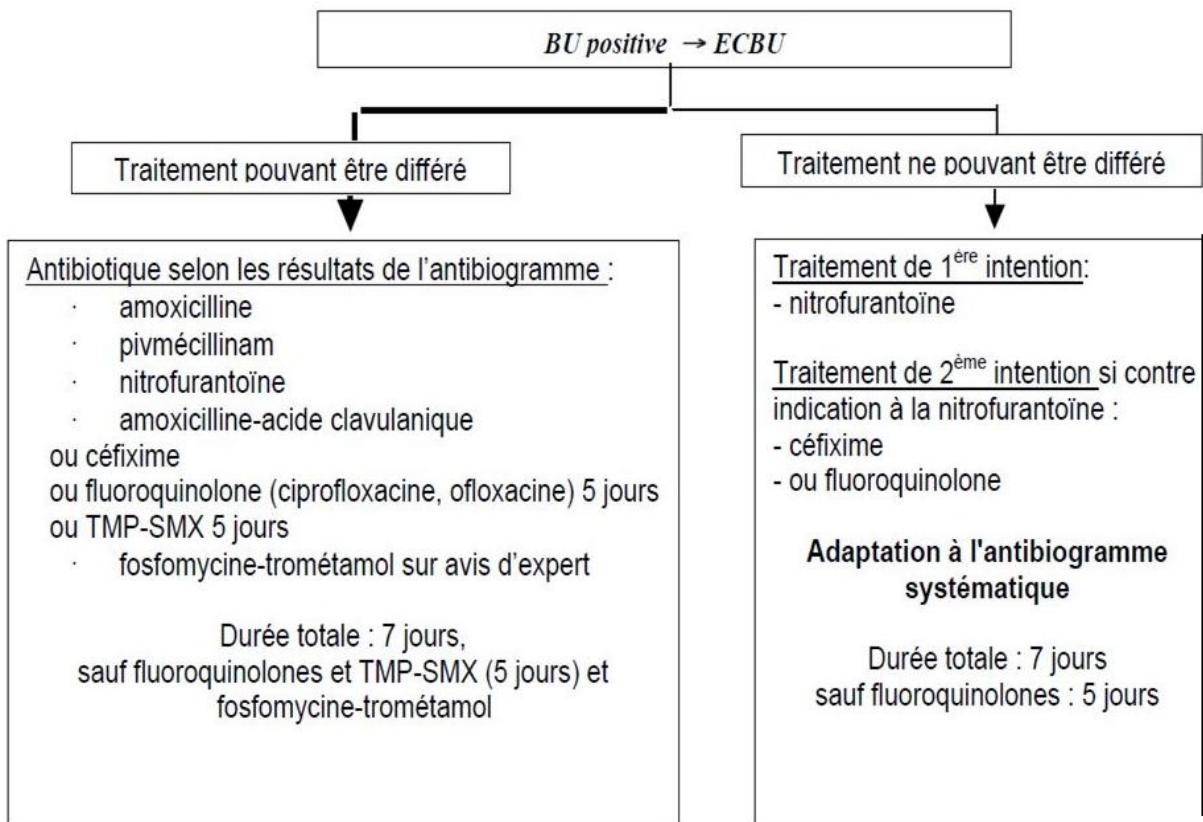 BU positive → ECBU
Traitement pouvant être différé
Antibiotique selon les résultats de l'antibiogramme :
· amoxicilline
· pivmécillinam
· nitrofurantoïne
· amoxicilline-acide clavulanique
ou céfixime
ou fluoroquinolone (ciprofloxacine, ofloxacine) 5 jours
ou TMP-SMX 5 jours
· fosfomycine-trométamol sur avis d'expert
Durée totale : 7 jours,
sauf fluoroquinolones et TMP-SMX (5 jours) et
fosfomycine-trométamol
Traitement ne pouvant être différé
Traitement de 1ère intention:
- nitrofurantoïne
Traitement de 2ème intention si contre
indication à la nitrofurantoïne :
- céfixime
- ou fluoroquinolone
Adaptation à l'antibiogramme
systématique
Durée totale : 7 jours
sauf fluoroquinolones : 5 jours